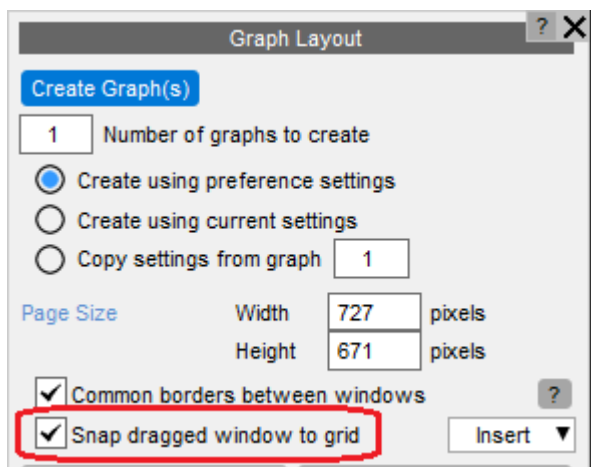 Graph Layout
?
Create Graph(s)
1 Number of graphs to create
Create using preference settings
Create using current settings
Copy settings from graph 1
Page Size Width 727 pixels
Height 671 pixels
Common borders between windows ?
Snap dragged window to grid Insert ▼